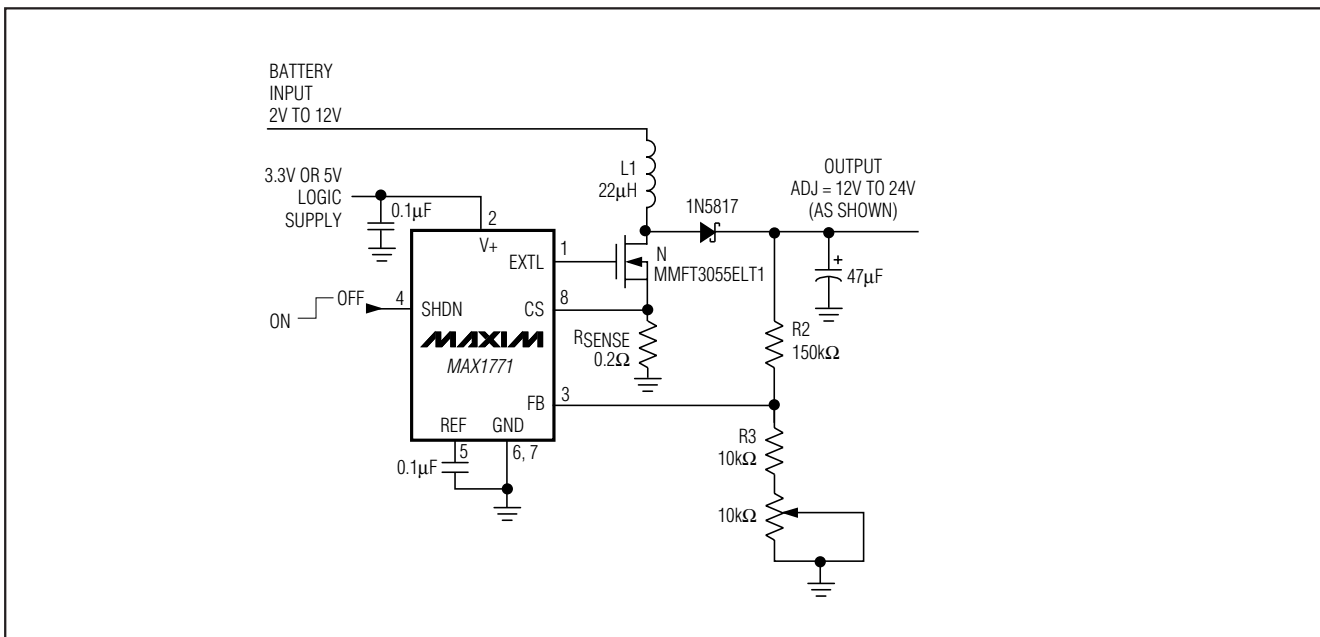 BATTERY
INPUT
2V TO 12V
3.3V OR 5V
LOGIC
SUPPLY
0.1µF
2
V+
L1
22µH
1N5817
OUTPUT
ADJ = 12V TO 24V
(AS SHOWN)
EXTL
1
N
MMFT3055ELT1
+
47µF
ON
OFF
4
SHDN
CS
8
RSENSE
0.2Ω
R2
150kΩ
MAXIM
MAX1771
FB
3
REF
GND
5
6, 7
0.1µF
R3
10kΩ
10kΩ